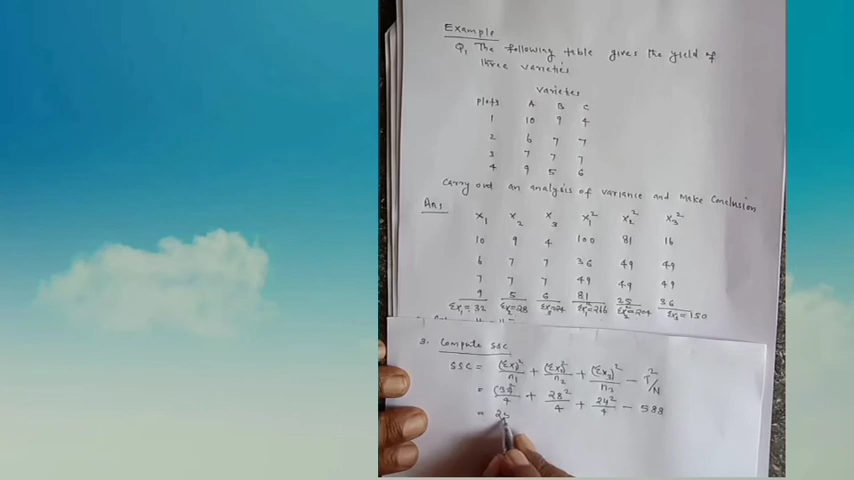 Example
Q1 The following table gives the yield of
three varieties
varieties
plots A B C
1 10 9 4
2 6 7 7
3 7 7 7
4 9 5 6
Carry out an analysis of variance and make conclusion
Ans
x1 x2 x3 x1² x2² x3²
10 9 4 100 81 16
6 7 7 36 49 49
7 7 7 49 49 49
9 5 6 81 25 36
Σx1=32 Σx2=28 Σx3=24 Σx1²=266 Σx2²=204 Σx3²=150
3. Compute SSC
SSC = (Σx1)²/n1 + (Σx2)²/n2 + (Σx3)²/n3 - T²/N
= (32)²/4 + 28²/4 + 24²/4 - 588
= 25